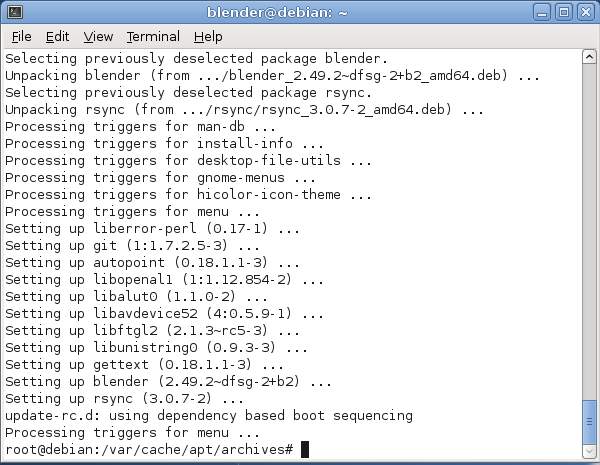 blender@debian: ~
File Edit View Terminal Help
Selecting previously deselected package blender.
Unpacking blender (from .../blender_2.49.2~dfsg-2+b2_amd64.deb) ...
Selecting previously deselected package rsync.
Unpacking rsync (from .../rsync/rsync_3.0.7-2_amd64.deb) ...
Processing triggers for man-db ...
Processing triggers for install-info ...
Processing triggers for desktop-file-utils ...
Processing triggers for gnome-menus ...
Processing triggers for hicolor-icon-theme ...
Processing triggers for menu ...
Setting up liberror-perl (0.17-1) ...
Setting up git (1:1.7.2.5-3) ...
Setting up autopoint (0.18.1.1-3) ...
Setting up libopenal1 (1:1.12.854-2) ...
Setting up libalut0 (1.1.0-2) ...
Setting up libavdevice52 (4:0.5.9-1) ...
Setting up libftgl2 (2.1.3~rc5-3) ...
Setting up libunistring0 (0.9.3-3) ...
Setting up gettext (0.18.1.1-3) ...
Setting up blender (2.49.2~dfsg-2+b2) ...
Setting up rsync (3.0.7-2) ...
update-rc.d: using dependency based boot sequencing
Processing triggers for menu ...
root@debian:/var/cache/apt/archives#